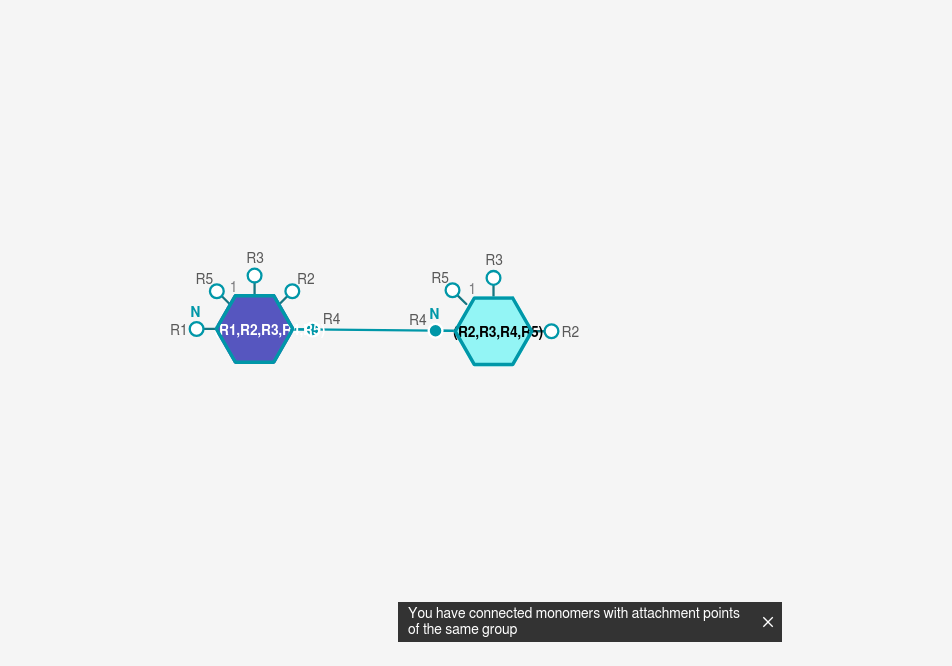 R3
R3
R5
1
R2
R5
1
N
R4
R4
N
R1
R1,R2,R3,R
(R2,R3,R4,R5)
R2
You have connected monomers with attachment points
of the same group